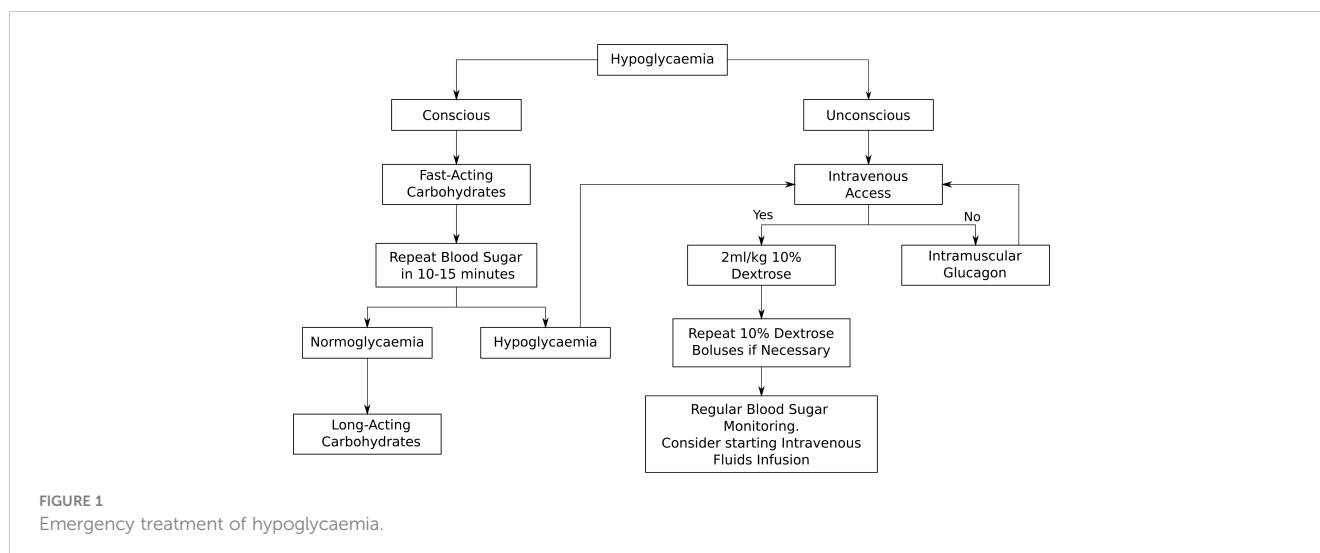 Hypoglycaemia
Conscious
Unconscious
Fast-Acting
Carbohydrates
Intravenous
Access
Yes
No
Repeat Blood Sugar
in 10-15 minutes
2ml/kg 10%
Dextrose
Intramuscular
Glucagon
Normoglycaemia
Hypoglycaemia
Repeat 10% Dextrose
Boluses if Necessary
Long-Acting
Carbohydrates
Regular Blood Sugar
Monitoring.
Consider starting Intravenous
Fluids Infusion
FIGURE 1
Emergency treatment of hypoglycaemia.